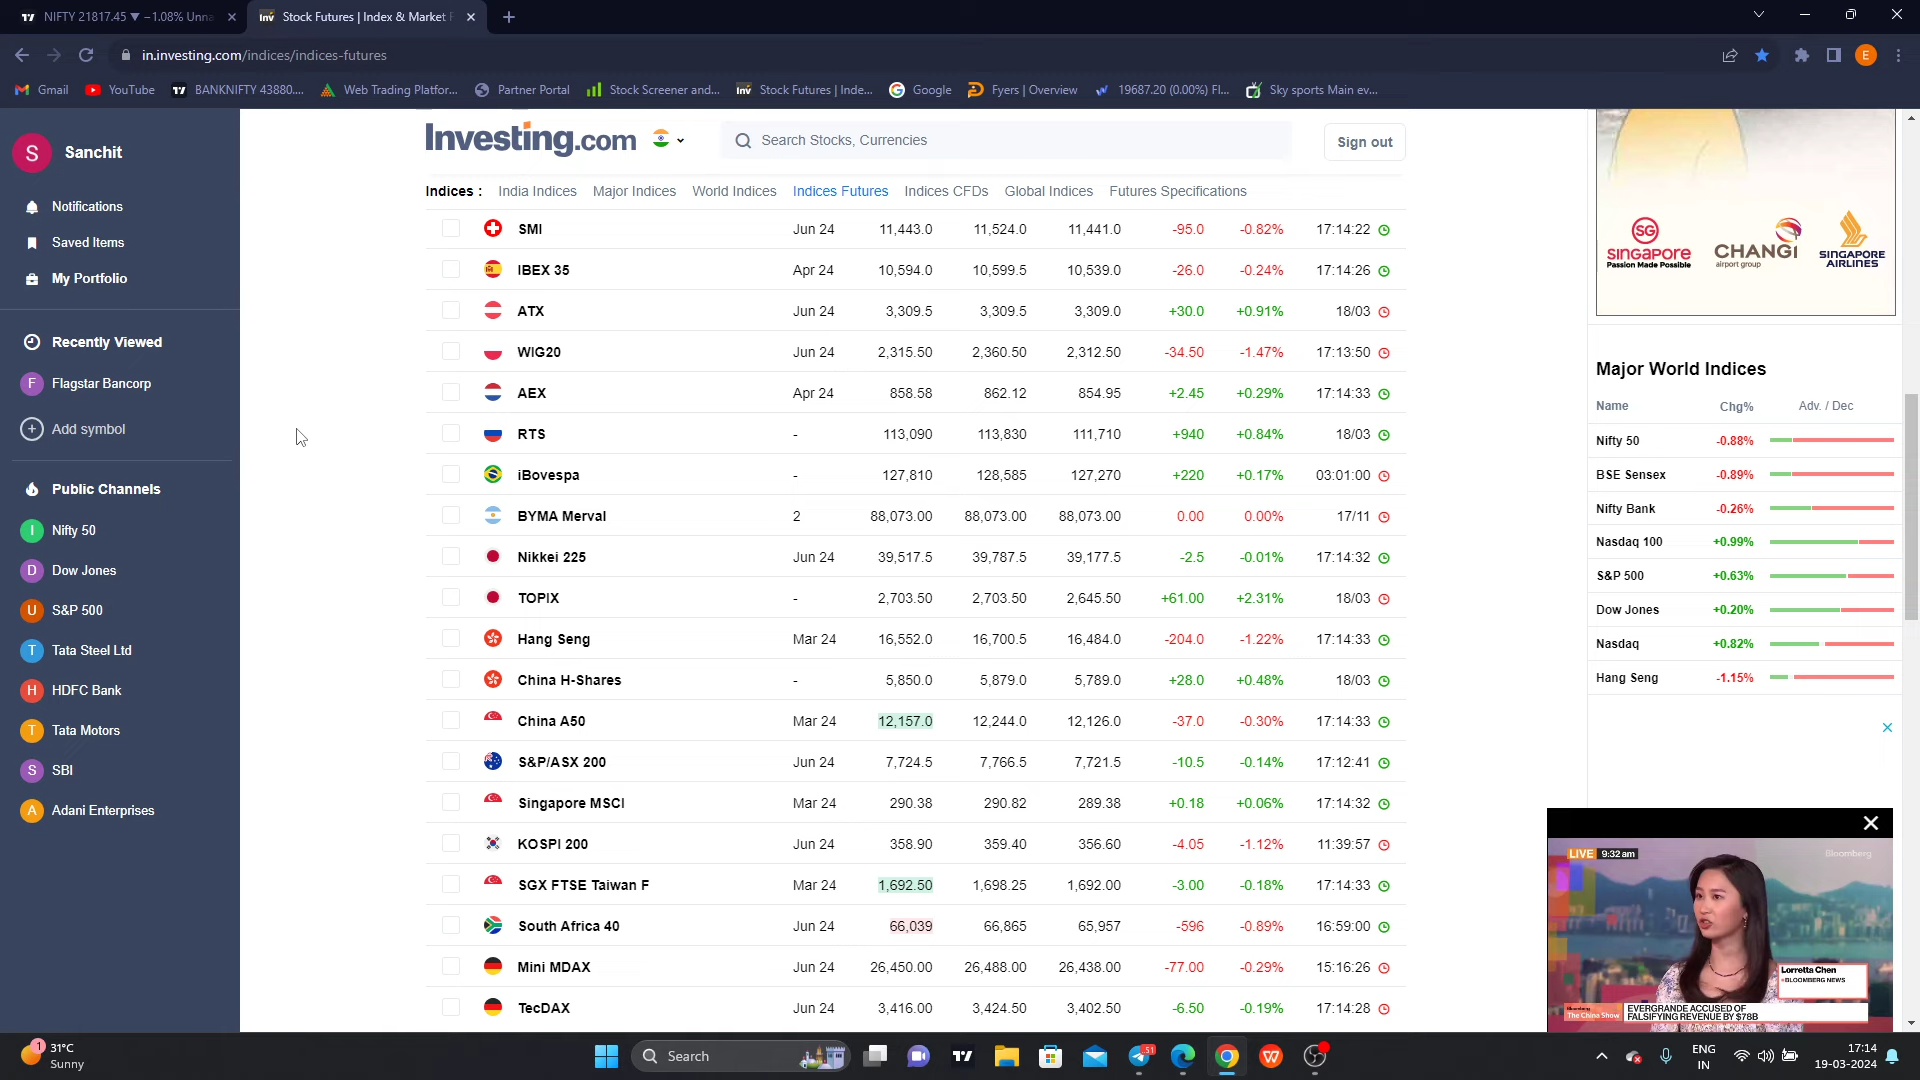 NIFTY 21817.45 ▼ −1.08% Unna
Stock Futures | Index & Market F
in.investing.com/indices/indices-futures
E
Gmail
YouTube
BANKNIFTY 43880....
Web Trading Platfor...
Partner Portal
Stock Screener and...
Stock Futures | Inde...
Google
Fyers | Overview
19687.20 (0.00%) Fl...
Sky sports Main ev...
S Sanchit
Notifications
Saved Items
My Portfolio
Recently Viewed
F Flagstar Bancorp
+ Add symbol
Public Channels
I Nifty 50
D Dow Jones
U S&P 500
T Tata Steel Ltd
H HDFC Bank
T Tata Motors
S SBI
A Adani Enterprises
Investing.com
Search Stocks, Currencies
Sign out
Indices : India Indices Major Indices World Indices Indices Futures Indices CFDs Global Indices Futures Specifications
SMI Jun 24 11,443.0 11,524.0 11,441.0 -95.0 -0.82% 17:14:22
IBEX 35 Apr 24 10,594.0 10,599.5 10,539.0 -26.0 -0.24% 17:14:26
ATX Jun 24 3,309.5 3,309.5 3,309.0 +30.0 +0.91% 18/03
WIG20 Jun 24 2,315.50 2,360.50 2,312.50 -34.50 -1.47% 17:13:50
AEX Apr 24 858.58 862.12 854.95 +2.45 +0.29% 17:14:33
RTS - 113,090 113,830 111,710 +940 +0.84% 18/03
iBovespa - 127,810 128,585 127,270 +220 +0.17% 03:01:00
BYMA Merval 2 88,073.00 88,073.00 88,073.00 0.00 0.00% 17/11
Nikkei 225 Jun 24 39,517.5 39,787.5 39,177.5 -2.5 -0.01% 17:14:32
TOPIX - 2,703.50 2,703.50 2,645.50 +61.00 +2.31% 18/03
Hang Seng Mar 24 16,552.0 16,700.5 16,484.0 -204.0 -1.22% 17:14:33
China H-Shares - 5,850.0 5,879.0 5,789.0 +28.0 +0.48% 18/03
China A50 Mar 24 12,157.0 12,244.0 12,126.0 -37.0 -0.30% 17:14:33
S&P/ASX 200 Jun 24 7,724.5 7,766.5 7,721.5 -10.5 -0.14% 17:12:41
Singapore MSCI Mar 24 290.38 290.82 289.38 +0.18 +0.06% 17:14:32
KOSPI 200 Jun 24 358.90 359.40 356.60 -4.05 -1.12% 11:39:57
SGX FTSE Taiwan F Mar 24 1,692.50 1,698.25 1,692.00 -3.00 -0.18% 17:14:33
South Africa 40 Jun 24 66,039 66,865 65,957 -596 -0.89% 16:59:00
Mini MDAX Jun 24 26,450.00 26,488.00 26,438.00 -77.00 -0.29% 15:16:26
TecDAX Jun 24 3,416.00 3,424.50 3,402.50 -6.50 -0.19% 17:14:28
SG
SINGAPORE
Passion Made Possible
CHANGI
airport group
SINGAPORE
AIRLINES
Major World Indices
Name Chg% Adv. / Dec
Nifty 50 -0.88%
BSE Sensex -0.89%
Nifty Bank -0.26%
Nasdaq 100 +0.99%
S&P 500 +0.63%
Dow Jones +0.20%
Nasdaq +0.82%
Hang Seng -1.15%
LIVE 9:32am
Bloomberg
Lorretta Chen
BLOOMBERG NEWS
Bloomberg
The China Show
EVERGRANDE ACCUSED OF
FALSIFYING REVENUE BY $78B
1
31°C
Sunny
Search
51
ENG
IN
17:14
19-03-2024